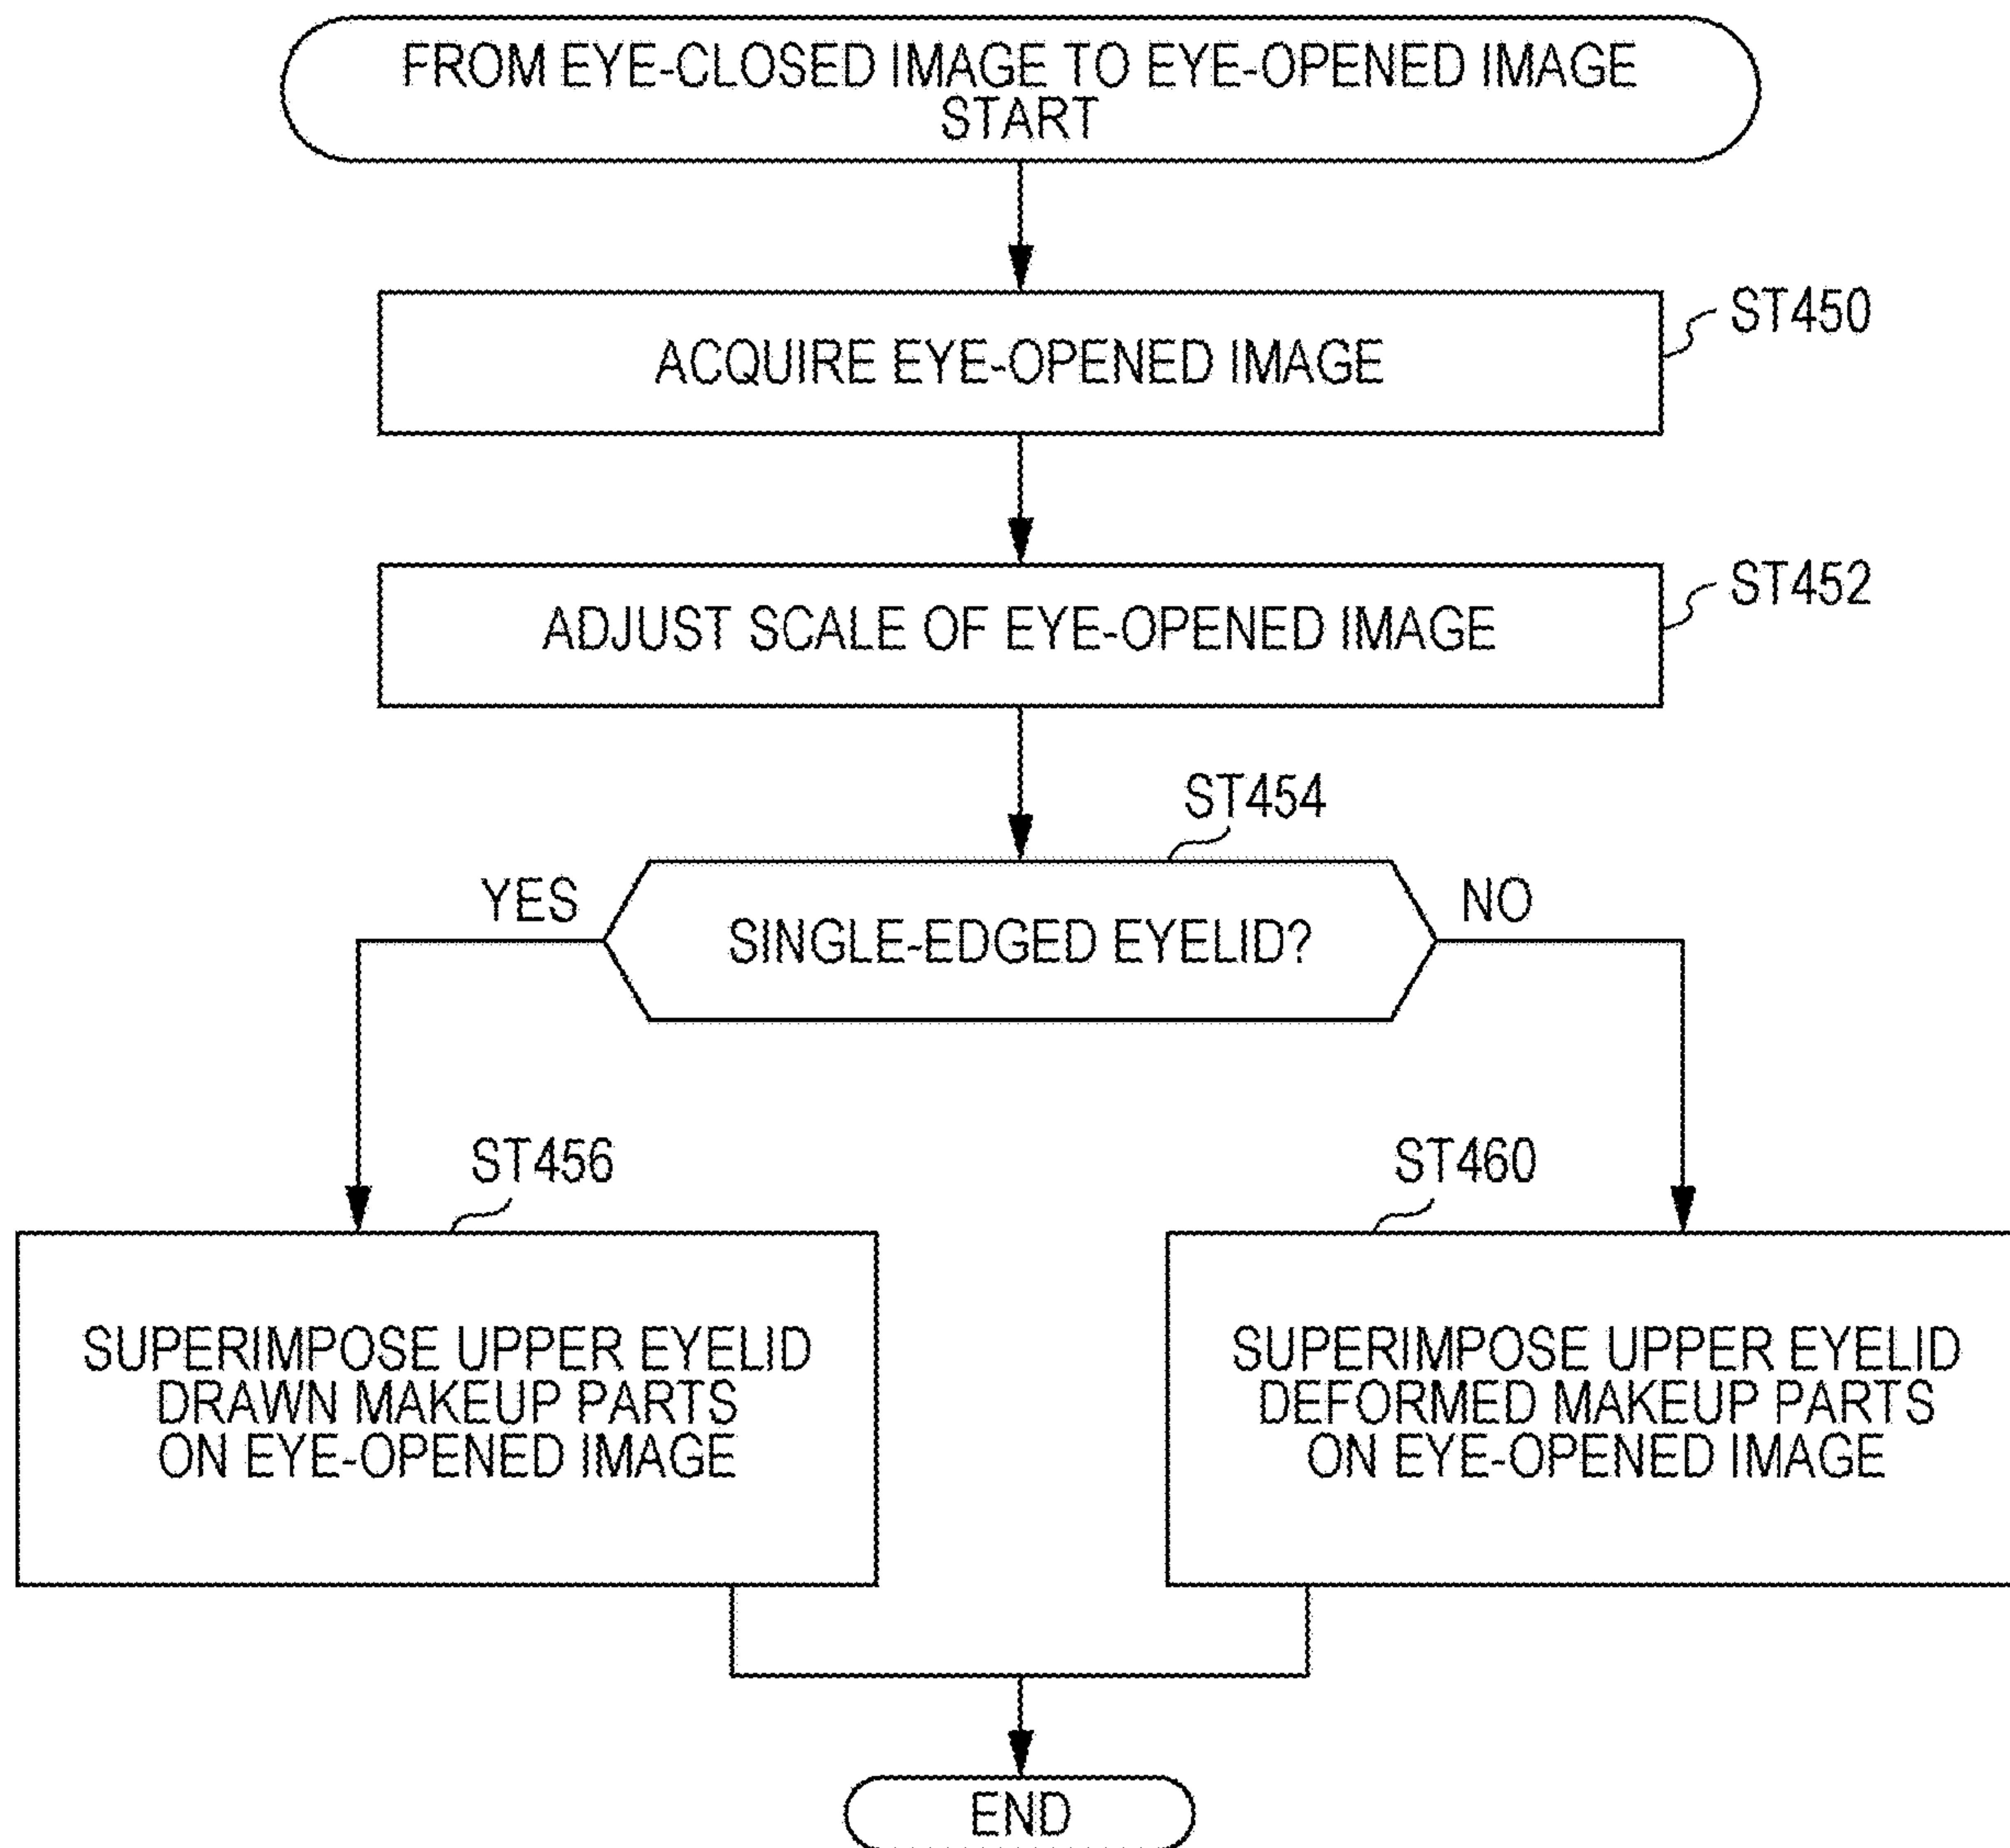 FROM EYE-CLOSED IMAGE TO EYE-OPENED IMAGE
START
ST450
ACQUIRE EYE-OPENED IMAGE
ST452
ADJUST SCALE OF EYE-OPENED IMAGE
ST454
YES
NO
SINGLE-EDGED EYELID?
ST456
ST460
SUPERIMPOSE UPPER EYELID
DRAWN MAKEUP PARTS
ON EYE-OPENED IMAGE
SUPERIMPOSE UPPER EYELID
DEFORMED MAKEUP PARTS
ON EYE-OPENED IMAGE
END